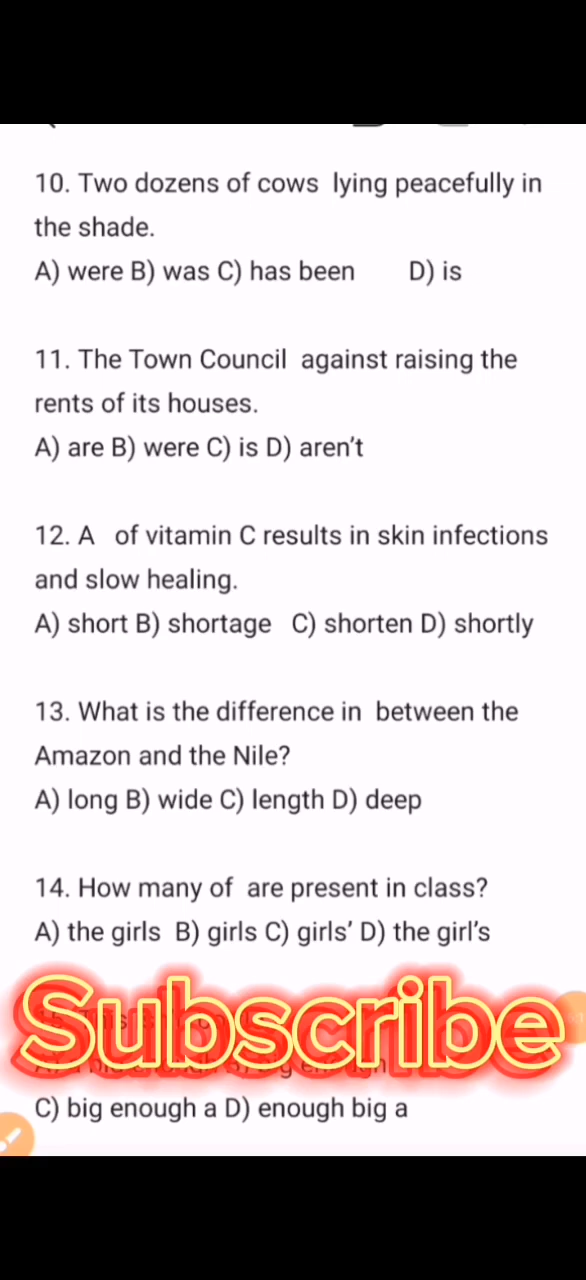 10. Two dozens of cows lying peacefully in
the shade.
A) were B) was C) has been D) is
11. The Town Council against raising the
rents of its houses.
A) are B) were C) is D) aren't
12. A of vitamin C results in skin infections
and slow healing.
A) short B) shortage C) shorten D) shortly
13. What is the difference in between the
Amazon and the Nile?
A) long B) wide C) length D) deep
14. How many of are present in class?
A) the girls B) girls C) girls' D) the girl's
Subscribe
C) big enough a D) enough big a